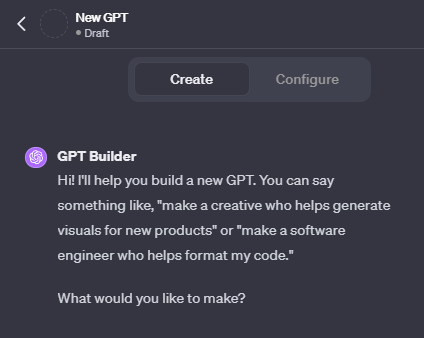 New GPT
Draft
Create
Configure
GPT Builder
Hi! I'll help you build a new GPT. You can say
something like, "make a creative who helps generate
visuals for new products" or "make a software
engineer who helps format my code."
What would you like to make?